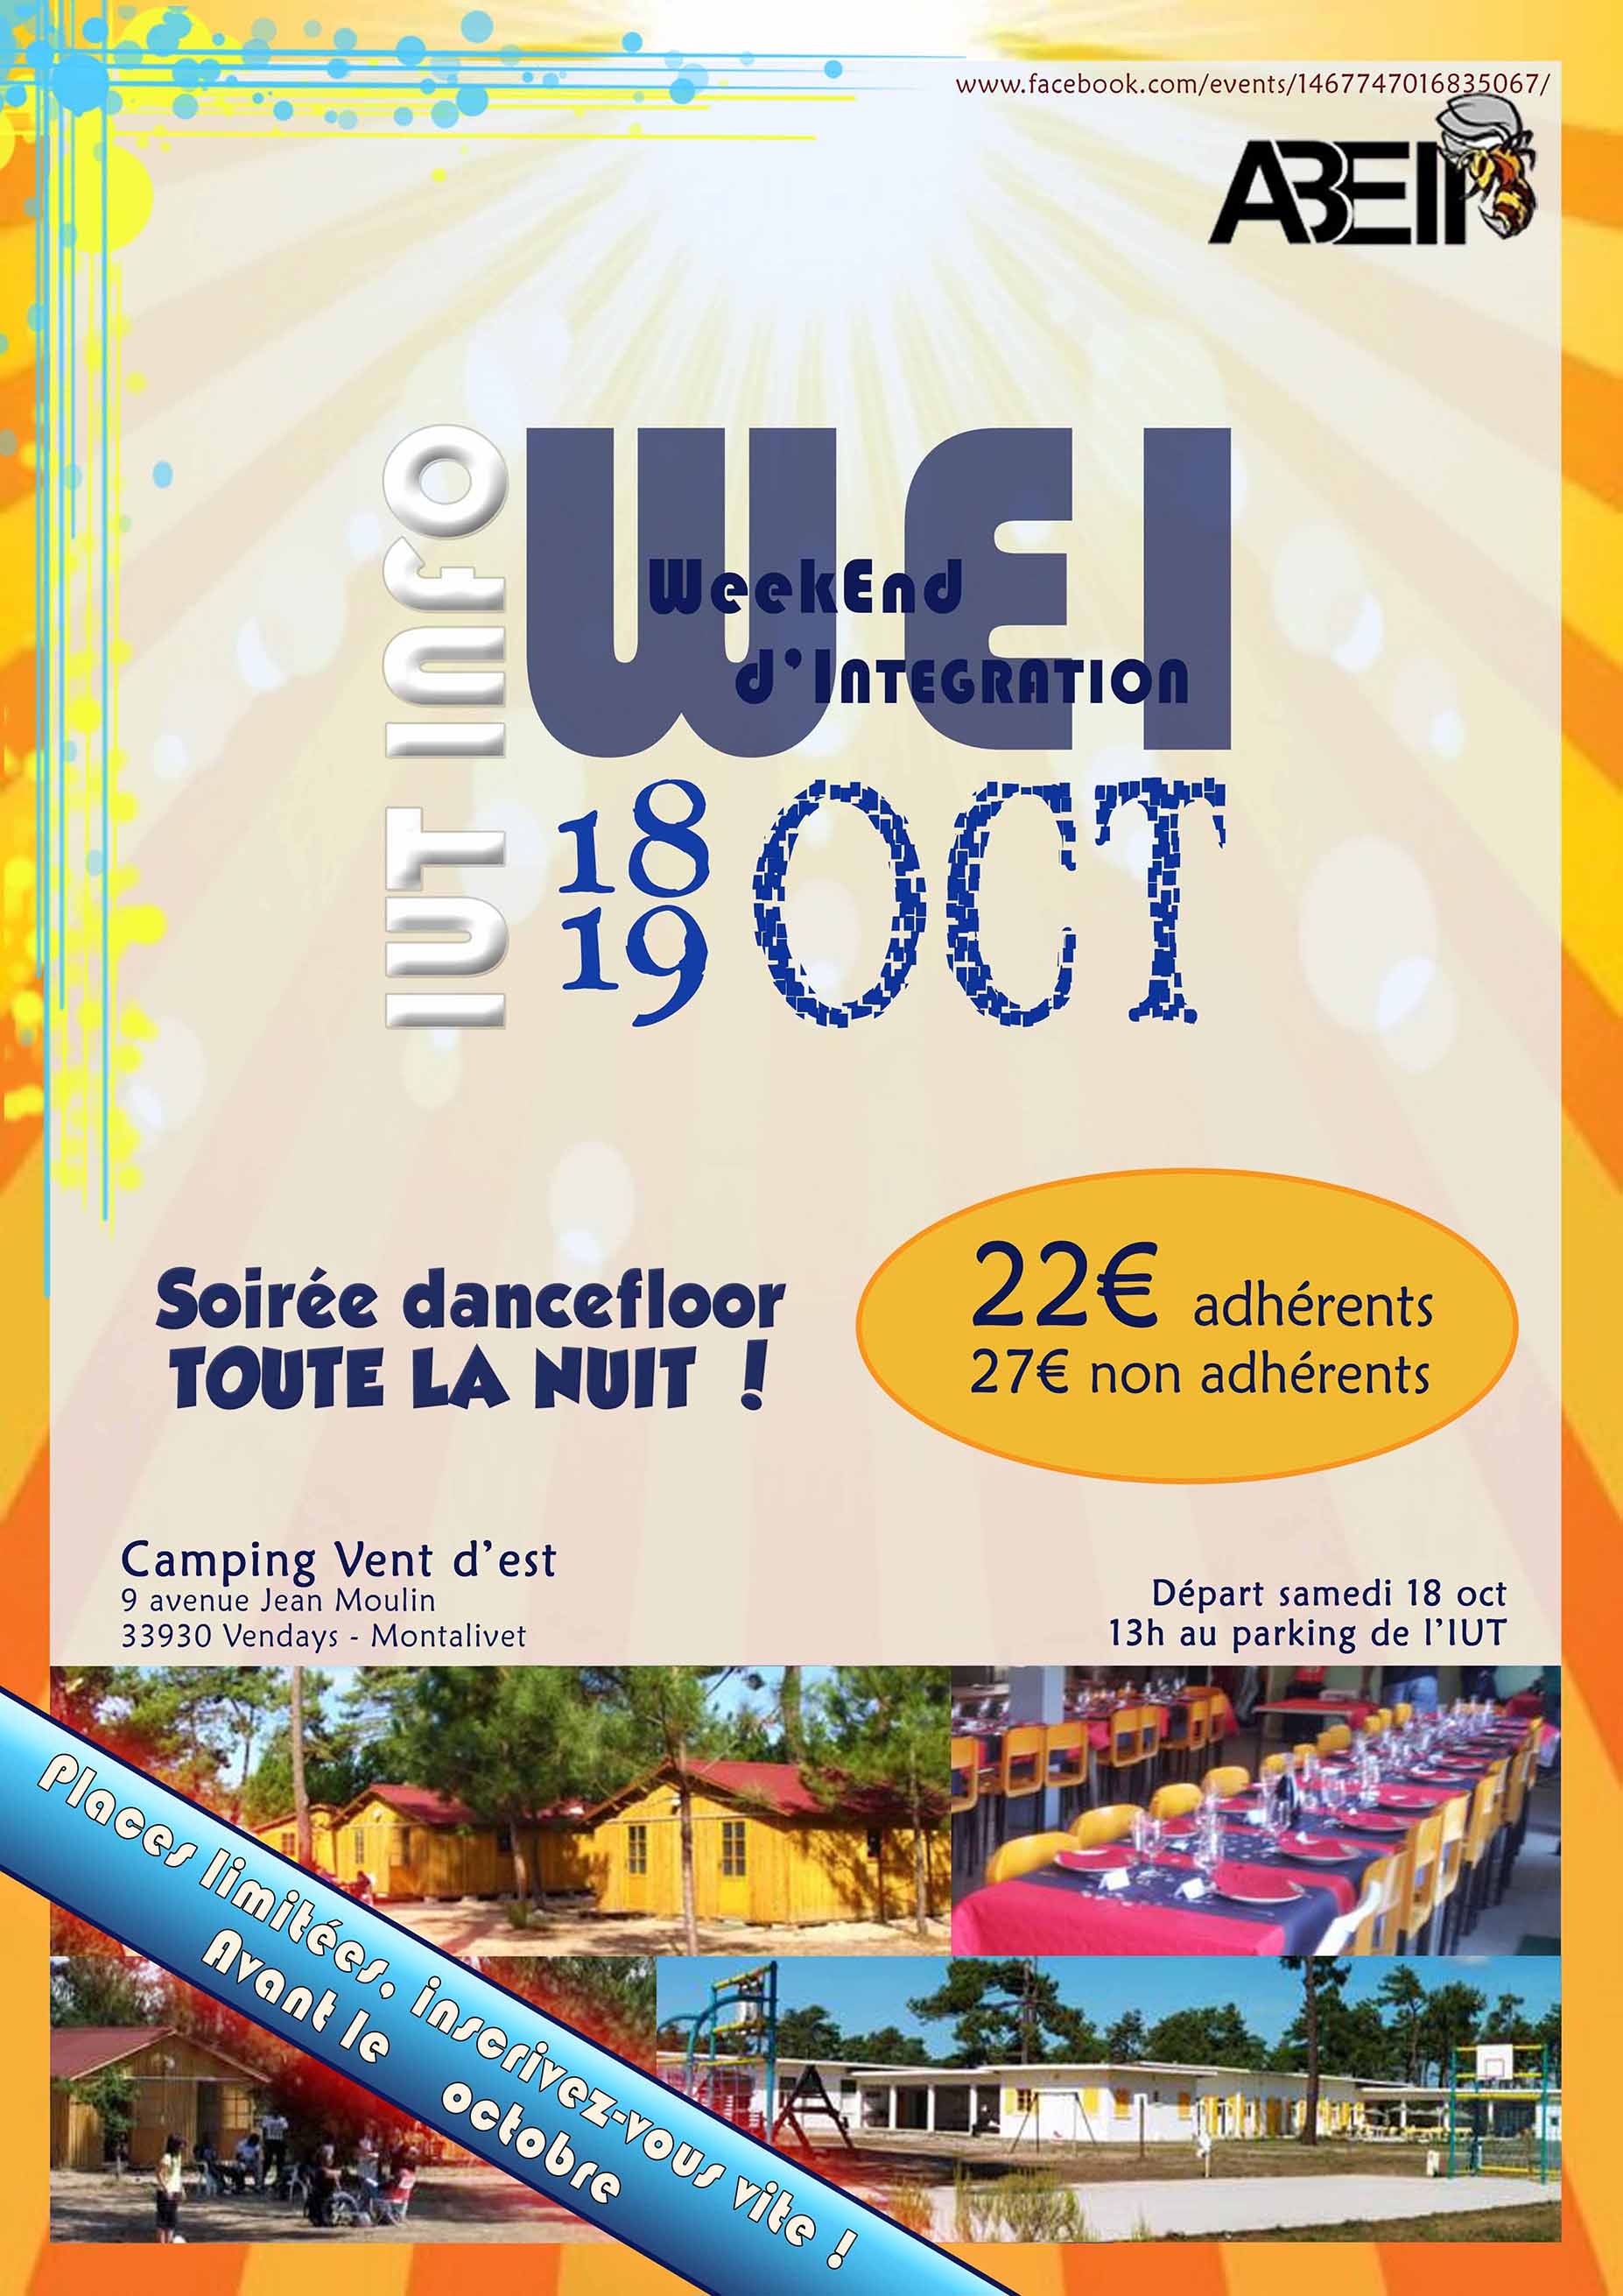 www.facebook.com/events/1467747016835067/
ABEII
IUT INFO
WEI
WeekEnd
d'INTEGRATION
18
19
OCT
Soirée dancefloor
TOUTE LA NUIT !
22€ adhérents
27€ non adhérents
Camping Vent d'est
9 avenue Jean Moulin
33930 Vendays - Montalivet
Départ samedi 18 oct
13h au parking de l'IUT
Places limitées, inscrivez-vous vite !
Avant le octobre